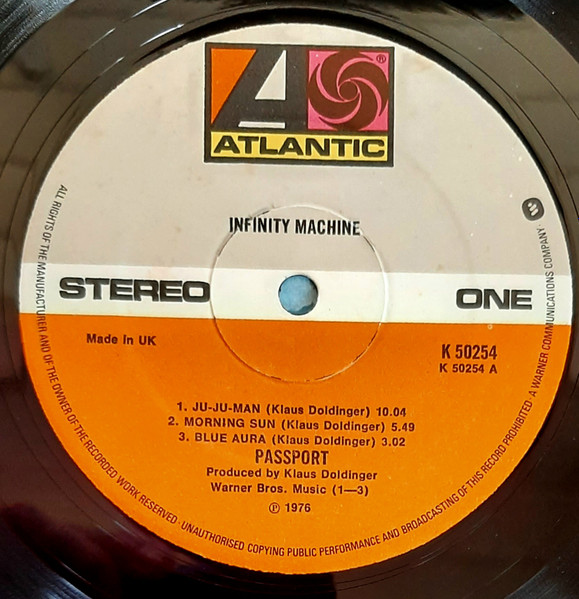 ATLANTIC
®
INFINITY MACHINE
STEREO ONE
Made in UK
K 50254
K 50254 A
1. JU-JU-MAN (Klaus Doldinger) 10.04
2. MORNING SUN (Klaus Doldinger) 5.49
3. BLUE AURA (Klaus Doldinger) 3.02
PASSPORT
Produced by Klaus Doldinger
Warner Bros. Music (1—3)
℗ 1976
ALL RIGHTS OF THE MANUFACTURER AND OF THE OWNER OF THE RECORDED WORK RESERVED · UNAUTHORISED COPYING PUBLIC PERFORMANCE AND BROADCASTING OF THIS RECORD PROHIBITED · A WARNER COMMUNICATIONS COMPANY ·